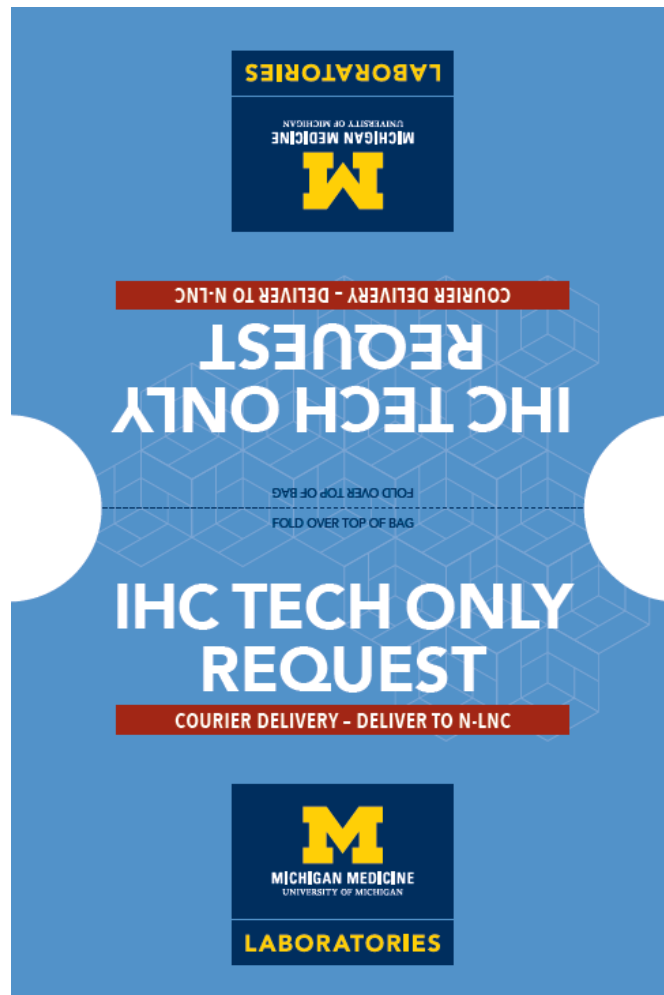 LABORATORIES
UNIVERSITY OF MICHIGAN
MICHIGAN MEDICINE
M
COURIER DELIVERY – DELIVER TO N-LNC
REQUEST
IHC TECH ONLY
FOLD OVER TOP OF BAG
FOLD OVER TOP OF BAG
IHC TECH ONLY
REQUEST
COURIER DELIVERY – DELIVER TO N-LNC
M
MICHIGAN MEDICINE
UNIVERSITY OF MICHIGAN
LABORATORIES